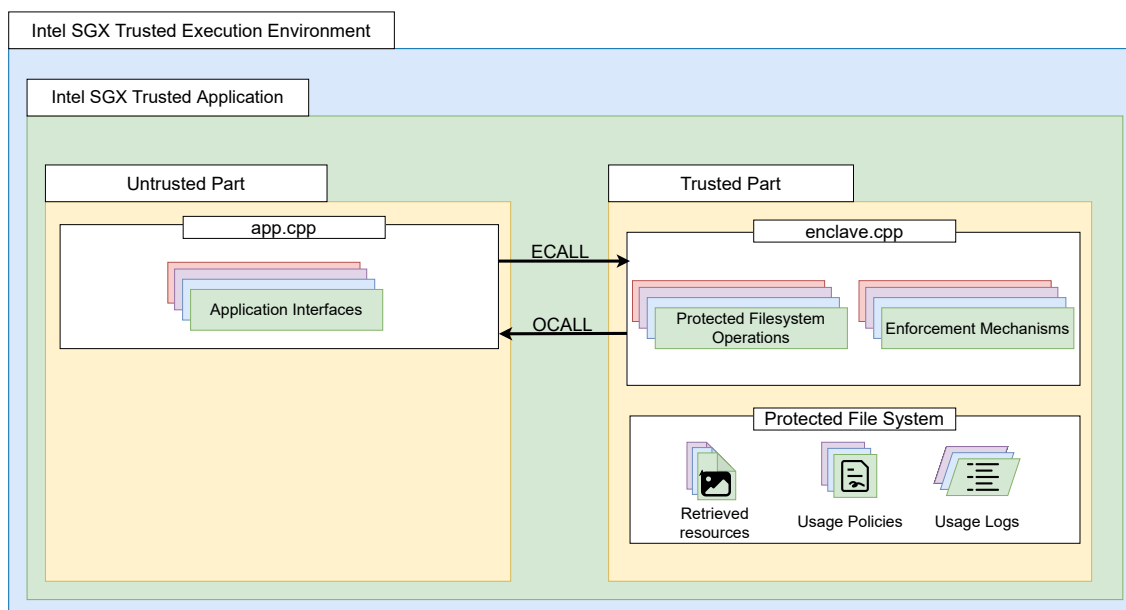 Intel SGX Trusted Execution Environment
Intel SGX Trusted Application
Untrusted Part
app.cpp
Application Interfaces
ECALL
OCALL
Trusted Part
enclave.cpp
Protected Filesystem
Operations
Enforcement Mechanisms
Protected File System
Retrieved
resources
Usage Policies
Usage Logs